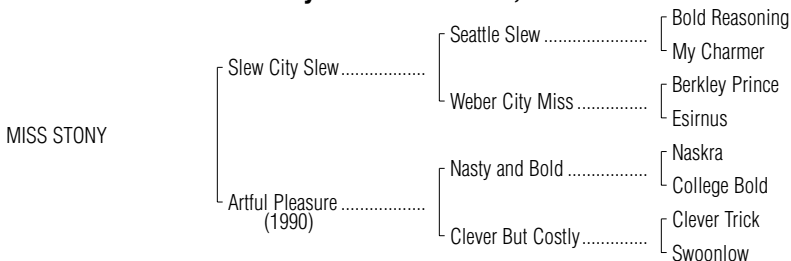 Bold Reasoning
Seattle Slew ......................
My Charmer
Slew City Slew..................
Berkley Prince
Weber City Miss ...............
Esirnus
MISS STONY
Naskra
Nasty and Bold .................
College Bold
Artful Pleasure ..................
(1990)
Clever Trick
Clever But Costly..............
Swoonlow